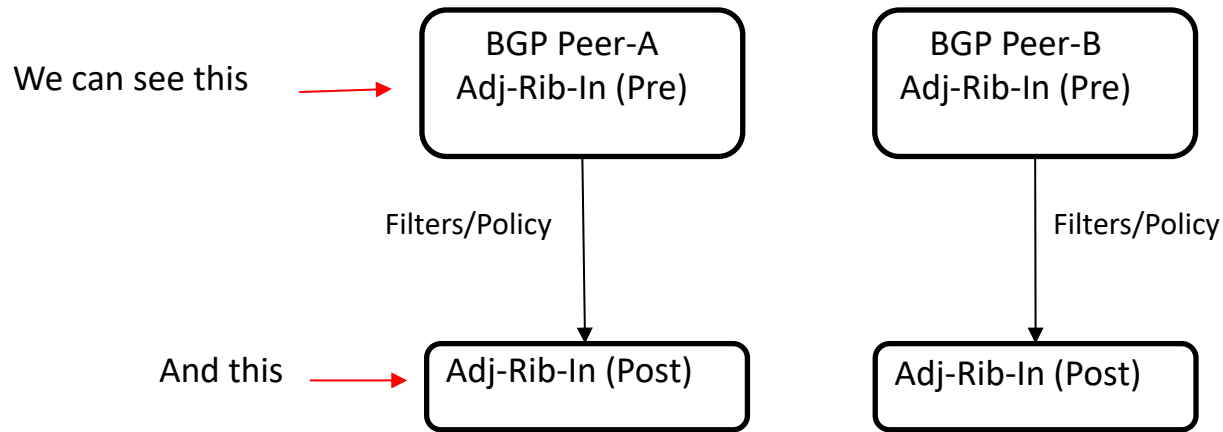 We can see this
BGP Peer-A
Adj-Rib-In (Pre)
BGP Peer-B
Adj-Rib-In (Pre)
Filters/Policy
Filters/Policy
And this
Adj-Rib-In (Post)
Adj-Rib-In (Post)